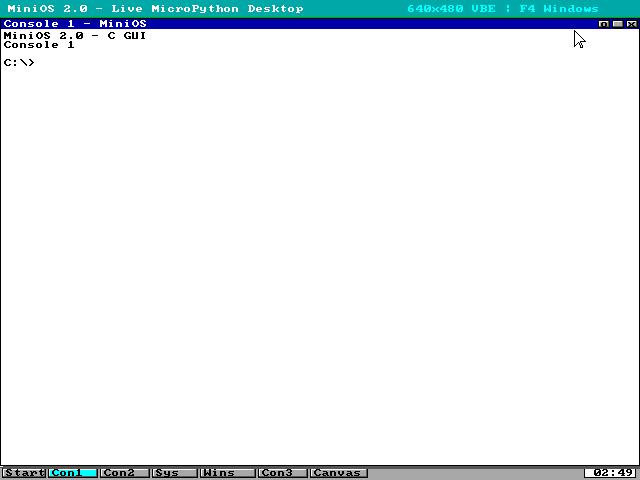 MiniOS 2.0 - Live MicroPython Desktop 640x480 VBE ¦ F4 Windows
Console 1 - MiniOS
MiniOS 2.0 - C GUI
Console 1
C:\>
Start Con1 Con2 Sys Wins Con3 Canvas 02:49